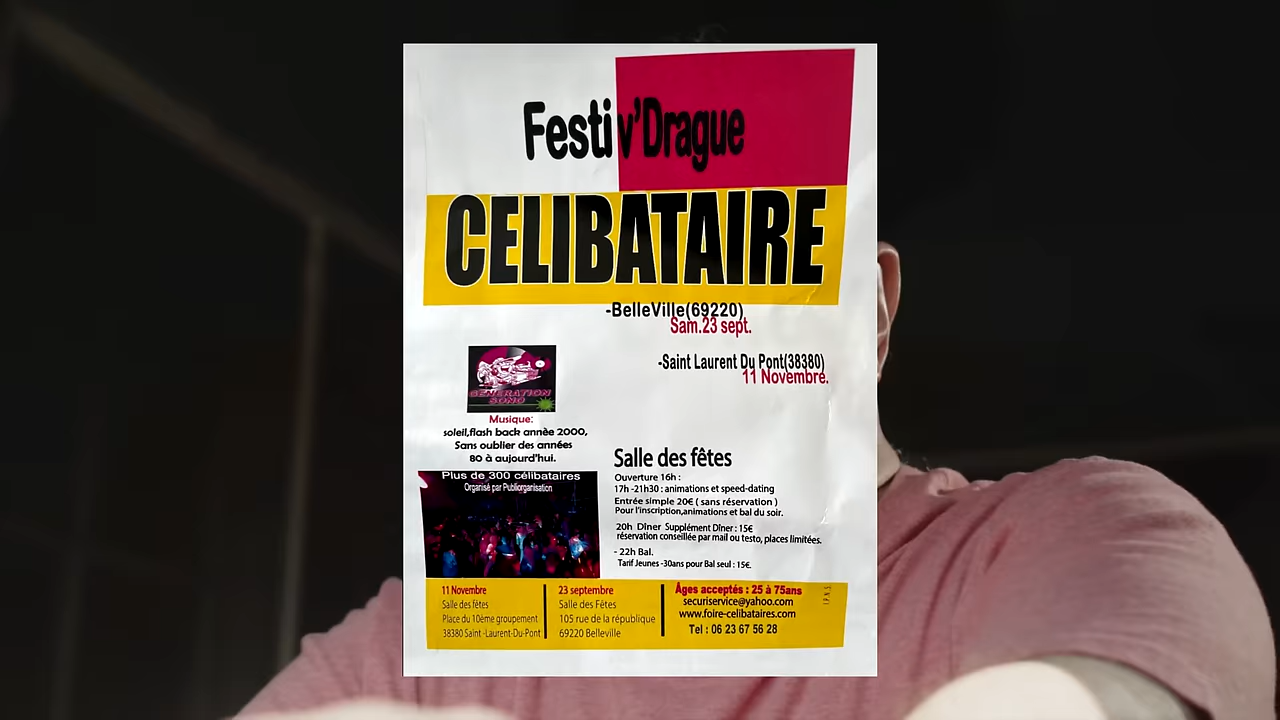 Festiv'Drague
CELIBATAIRE
-BelleVille(69220)
Sam.23 sept.
-Saint Laurent Du Pont(38380)
11 Novembre.
GENERATION
SONO
Musique:
soleil,flash back annèe 2000,
Sans oublier des années
80 à aujourd'hui.
Plus de 300 célibataires
Organisé par Publiorganisation
Salle des fêtes
Ouverture 16h :
17h -21h30 : animations et speed-dating
Entrée simple 20€ ( sans réservation )
Pour l'inscription,animations et bal du soir.
20h Dîner Supplément Dîner : 15€
réservation conseillée par mail ou testo, places limitées.
- 22h Bal.
Tarif Jeunes -30ans pour Bal seul : 15€.
11 Novembre
Salle des fêtes
Place du 10ème groupement
38380 Saint -Laurent-Du-Pont
23 septembre
Salle des Fêtes
105 rue de la république
69220 Belleville
Âges acceptés : 25 à 75ans
securiservice@yahoo.com
www.foire-celibataires.com
Tel : 06 23 67 56 28
I.P.N.S